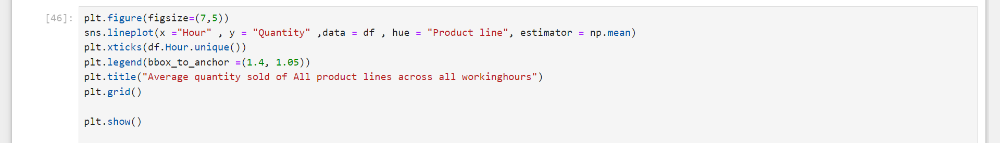 [46]: plt.figure(figsize=(7,5))
sns.lineplot(x ="Hour" , y = "Quantity" ,data = df , hue = "Product line", estimator = np.mean)
plt.xticks(df.Hour.unique())
plt.legend(bbox_to_anchor =(1.4, 1.05))
plt.title("Average quantity sold of All product lines across all workinghours")
plt.grid()
plt.show()